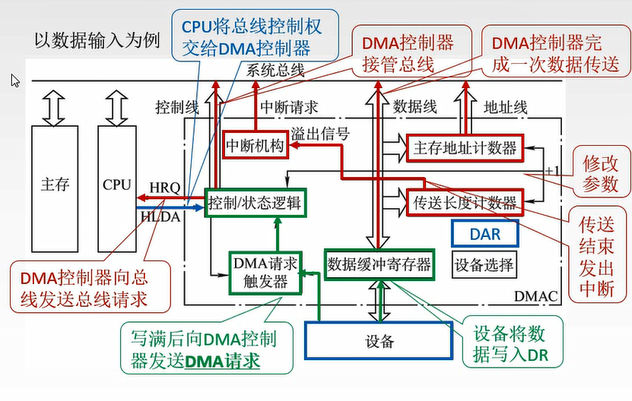 以数据输入为例
CPU将总线控制权
交给DMA控制器
DMA控制器
接管总线
DMA控制器完
成一次数据传送
系统总线
控制线
中断请求
数据线
地址线
中断机构
溢出信号
主存地址计数器
+1
修改
参数
主存
CPU
HRQ
HLDA
控制/状态逻辑
传送长度计数器
传送
结束
发出
中断
DAR
DMA请求
触发器
数据缓冲寄存器
设备选择
DMAC
DMA控制器向总
线发送总线请求
写满后向DMA控制
器发送DMA请求
设备
设备将数
据写入DR